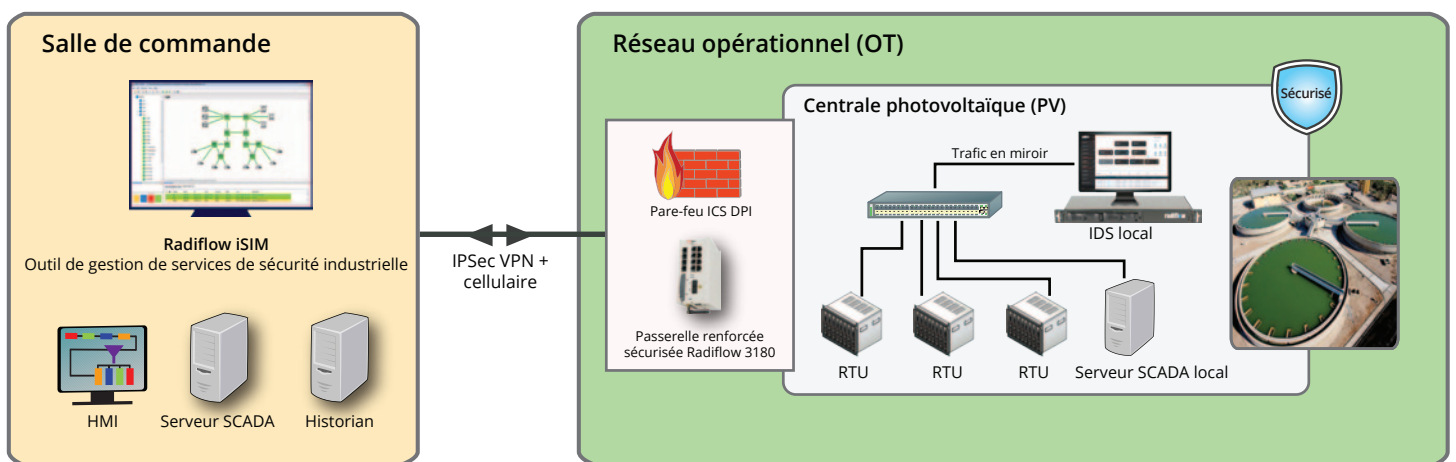 Salle de commande
Radiflow iSIM
Outil de gestion de services de sécurité industrielle
HMI
Serveur SCADA
Historian
IPSec VPN +
cellulaire
Réseau opérationnel (OT)
Pare-feu ICS DPI
Passerelle renforcée
sécurisée Radiflow 3180
Centrale photovoltaïque (PV)
Sécurisé
Trafic en miroir
IDS local
RTU
RTU
RTU
Serveur SCADA local